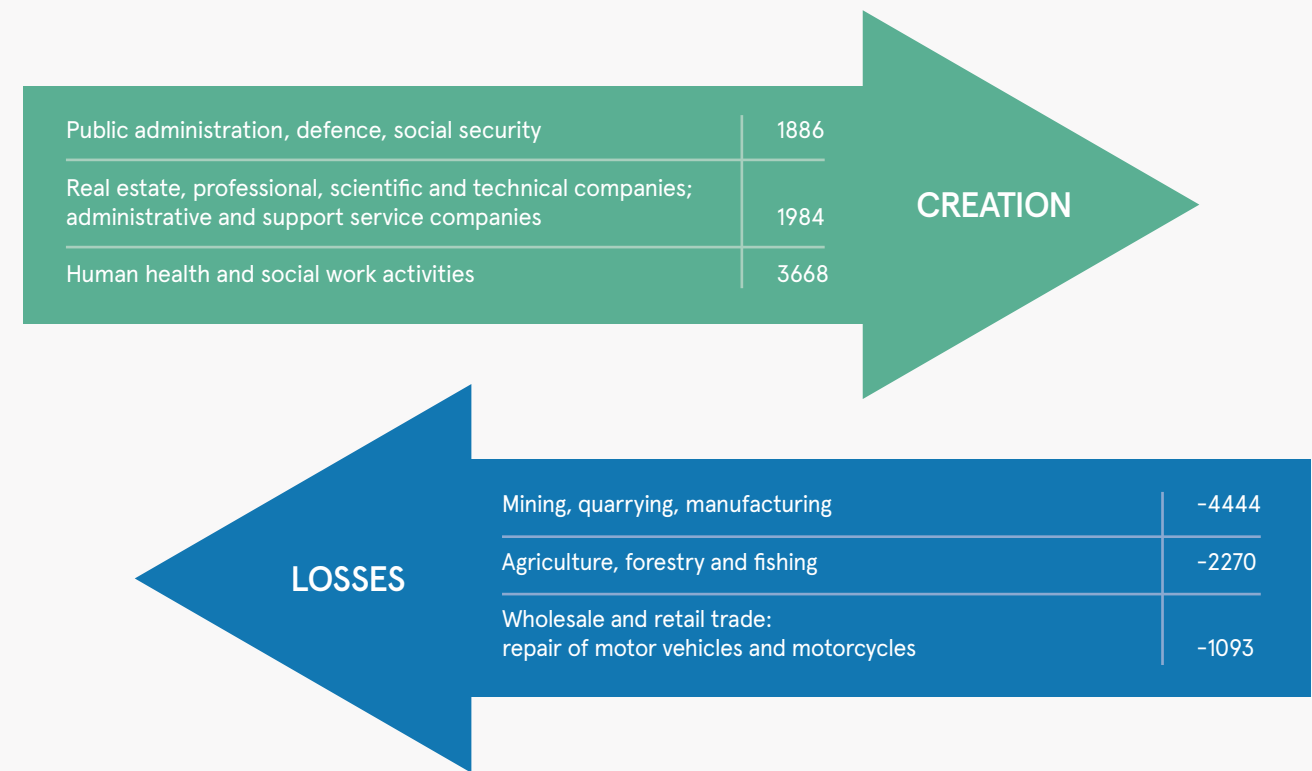 Public administration, defence, social security 1886
Real estate, professional, scientific and technical companies;
administrative and support service companies 1984
Human health and social work activities 3668
CREATION
Mining, quarrying, manufacturing -4444
Agriculture, forestry and fishing -2270
Wholesale and retail trade:
repair of motor vehicles and motorcycles -1093
LOSSES